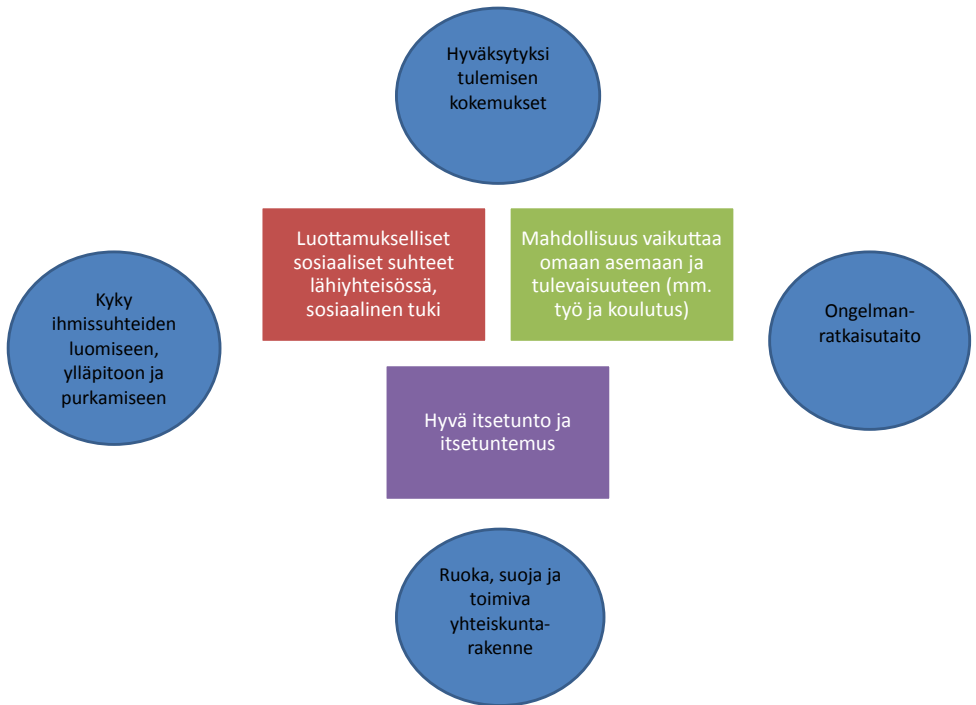 Hyväksytyksi
tulemisen
kokemukset
Luottamukselliset
sosiaaliset suhteet
lähiyhteisössä,
sosiaalinen tuki
Mahdollisuus vaikuttaa
omaan asemaan ja
tulevaisuuteen (mm.
työ ja koulutus)
Kyky
ihmissuhteiden
luomiseen,
ylläpitoon ja
purkamiseen
Ongelman-
ratkaisutaito
Hyvä itsetunto ja
itsetuntemus
Ruoka, suoja ja
toimiva
yhteiskunta-
rakenne